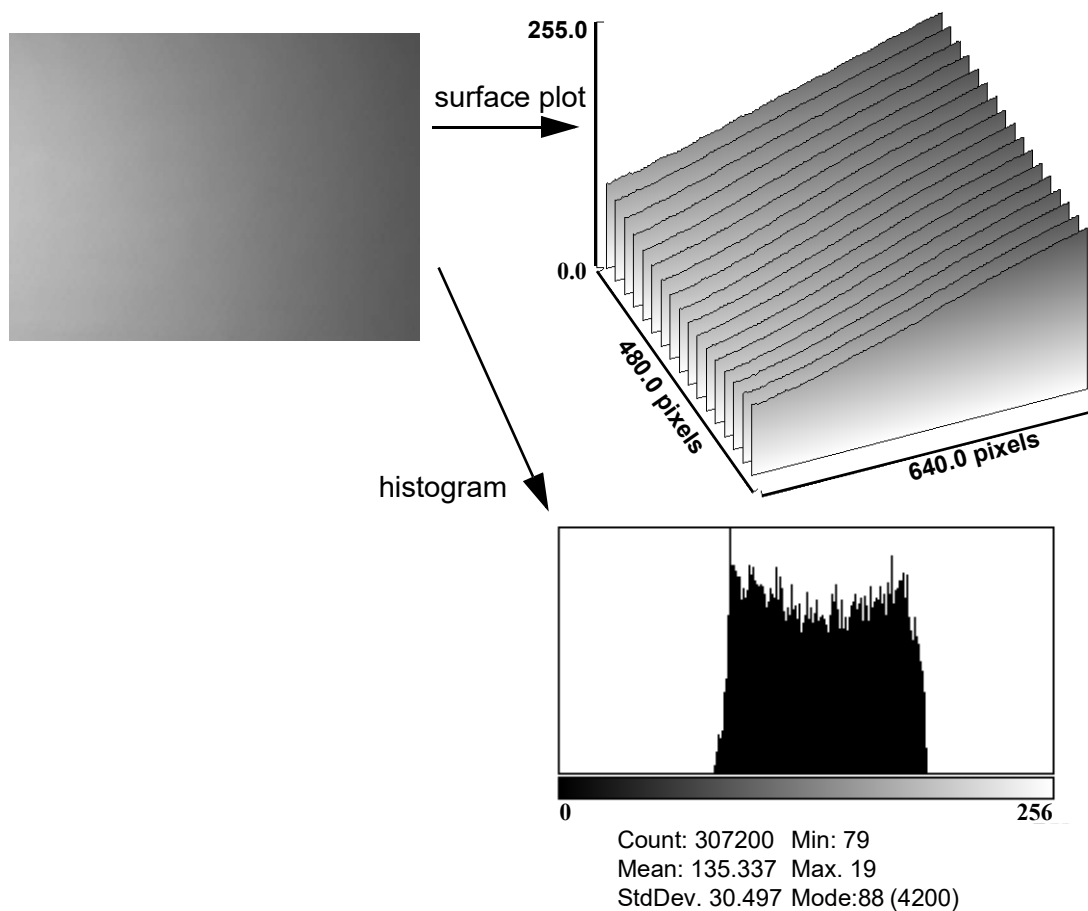 255.0
surface plot
0.0
480.0 pixels
640.0 pixels
histogram
0
256
Count: 307200 Min: 79
Mean: 135.337 Max. 19
StdDev. 30.497 Mode:88 (4200)